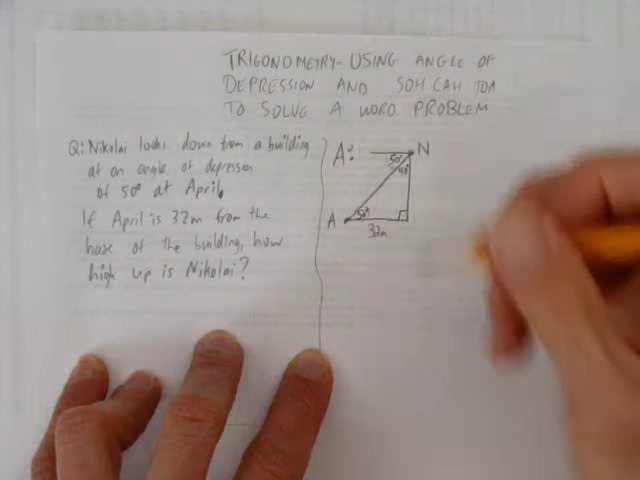 TRIGONOMETRY - USING ANGLE OF
DEPRESSION AND SOH CAH TOA
TO SOLVE A WORD PROBLEM
Q: Nikolai looks down from a building
at an angle of depression
of 50° at April.
If April is 32m from the
base of the building, how
high up is Nikolai?
A:
N
50°
40°
A
50°
32m